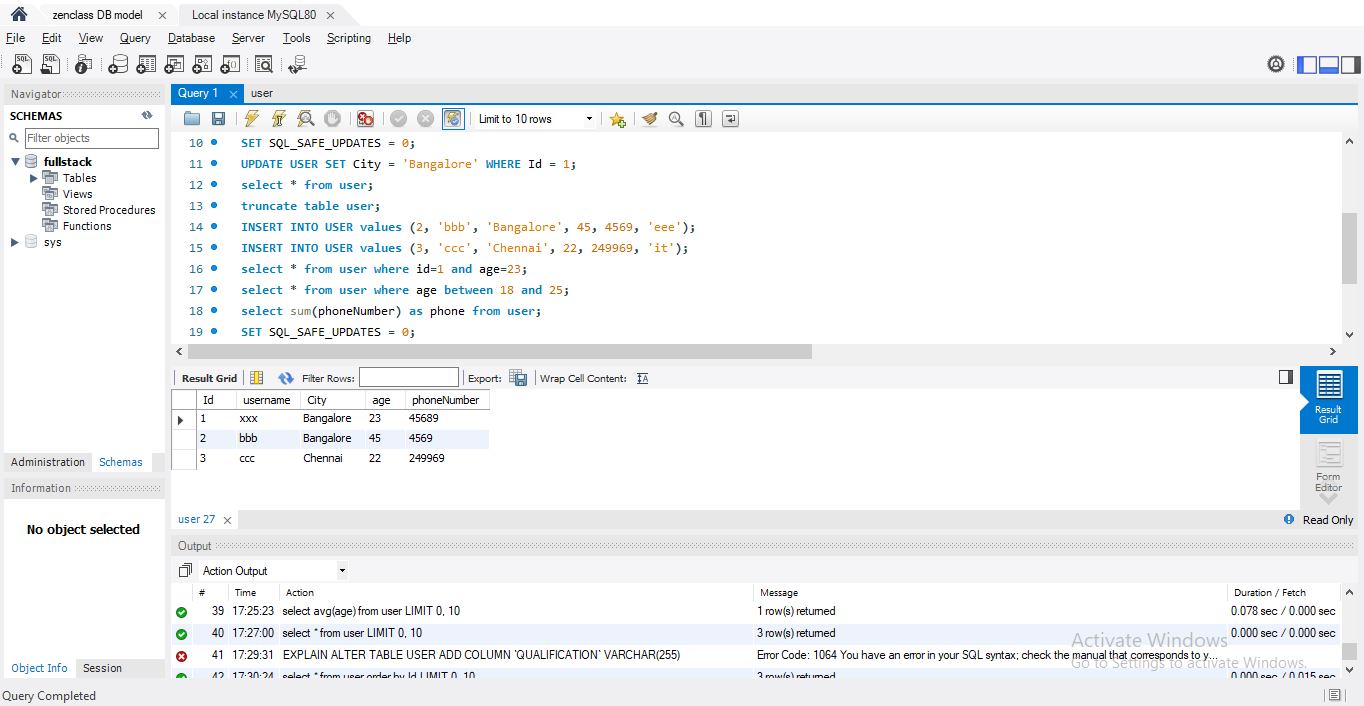 zenclass DB model
Local instance MySQL80
File Edit View Query Database Server Tools Scripting Help
Navigator
SCHEMAS
Filter objects
fullstack
Tables
Views
Stored Procedures
Functions
sys
Administration Schemas
Information
No object selected
Object Info Session
Query Completed
Query 1
user
Limit to 10 rows
10 SET SQL_SAFE_UPDATES = 0;
11 UPDATE USER SET City = 'Bangalore' WHERE Id = 1;
12 select * from user;
13 truncate table user;
14 INSERT INTO USER values (2, 'bbb', 'Bangalore', 45, 4569, 'eee');
15 INSERT INTO USER values (3, 'ccc', 'Chennai', 22, 249969, 'it');
16 select * from user where id=1 and age=23;
17 select * from user where age between 18 and 25;
18 select sum(phoneNumber) as phone from user;
19 SET SQL_SAFE_UPDATES = 0;
Result Grid Filter Rows: Export: Wrap Cell Content:
Id username City age phoneNumber
1 xxx Bangalore 23 45689
2 bbb Bangalore 45 4569
3 ccc Chennai 22 249969
Result
Grid
Form
Editor
user 27
Read Only
Output
Action Output
# Time Action Message Duration / Fetch
39 17:25:23 select avg(age) from user LIMIT 0, 10 1 row(s) returned 0.078 sec / 0.000 sec
40 17:27:00 select * from user LIMIT 0, 10 3 row(s) returned 0.000 sec / 0.000 sec
41 17:29:31 EXPLAIN ALTER TABLE USER ADD COLUMN `QUALIFICATION` VARCHAR(255) Error Code: 1064 You have an error in your SQL syntax; check the manual that corresponds to y...
42 17:30:24 select * from user order by Id LIMIT 0, 10 3 row(s) returned 0.000 sec / 0.015 sec
Activate Windows
Go to Settings to activate Windows.